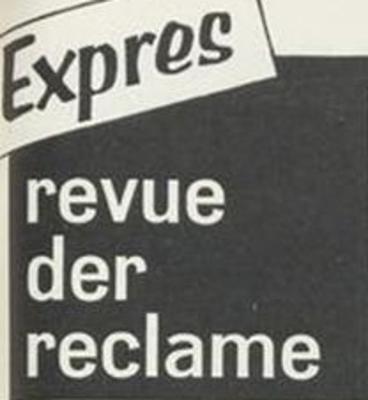 Expres
revue
der
reclame